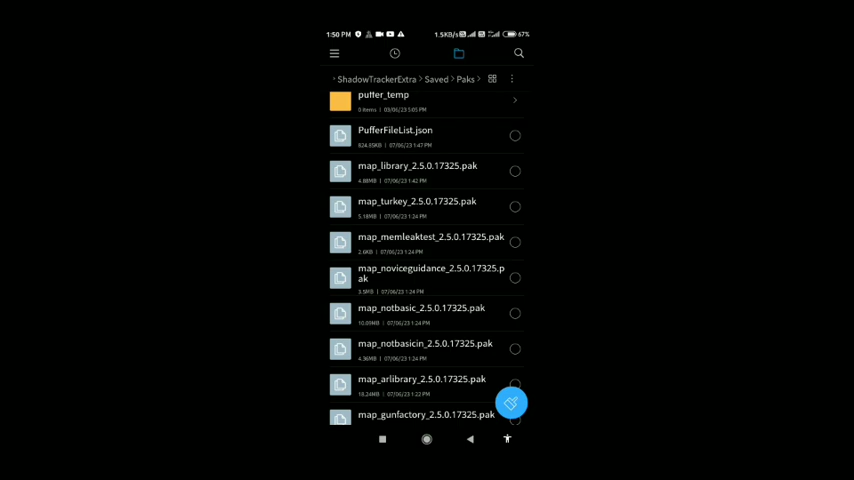 1:50 PM 1.5KB/s 67%
ShadowTrackerExtra > Saved > Paks >
puffer_temp
0 items | 03/06/23 5:05 PM
PufferFileList.json
824.95KB | 07/06/23 1:47 PM
map_library_2.5.0.17325.pak
4.88MB | 07/06/23 1:42 PM
map_turkey_2.5.0.17325.pak
5.18MB | 07/06/23 1:24 PM
map_memleaktest_2.5.0.17325.pak
2.6KB | 07/06/23 1:24 PM
map_noviceguidance_2.5.0.17325.p
ak
3.5MB | 07/06/23 1:24 PM
map_notbasic_2.5.0.17325.pak
10.09MB | 07/06/23 1:24 PM
map_notbasicin_2.5.0.17325.pak
4.36MB | 07/06/23 1:24 PM
map_arlibrary_2.5.0.17325.pak
18.24MB | 07/06/23 1:22 PM
map_gunfactory_2.5.0.17325.pak